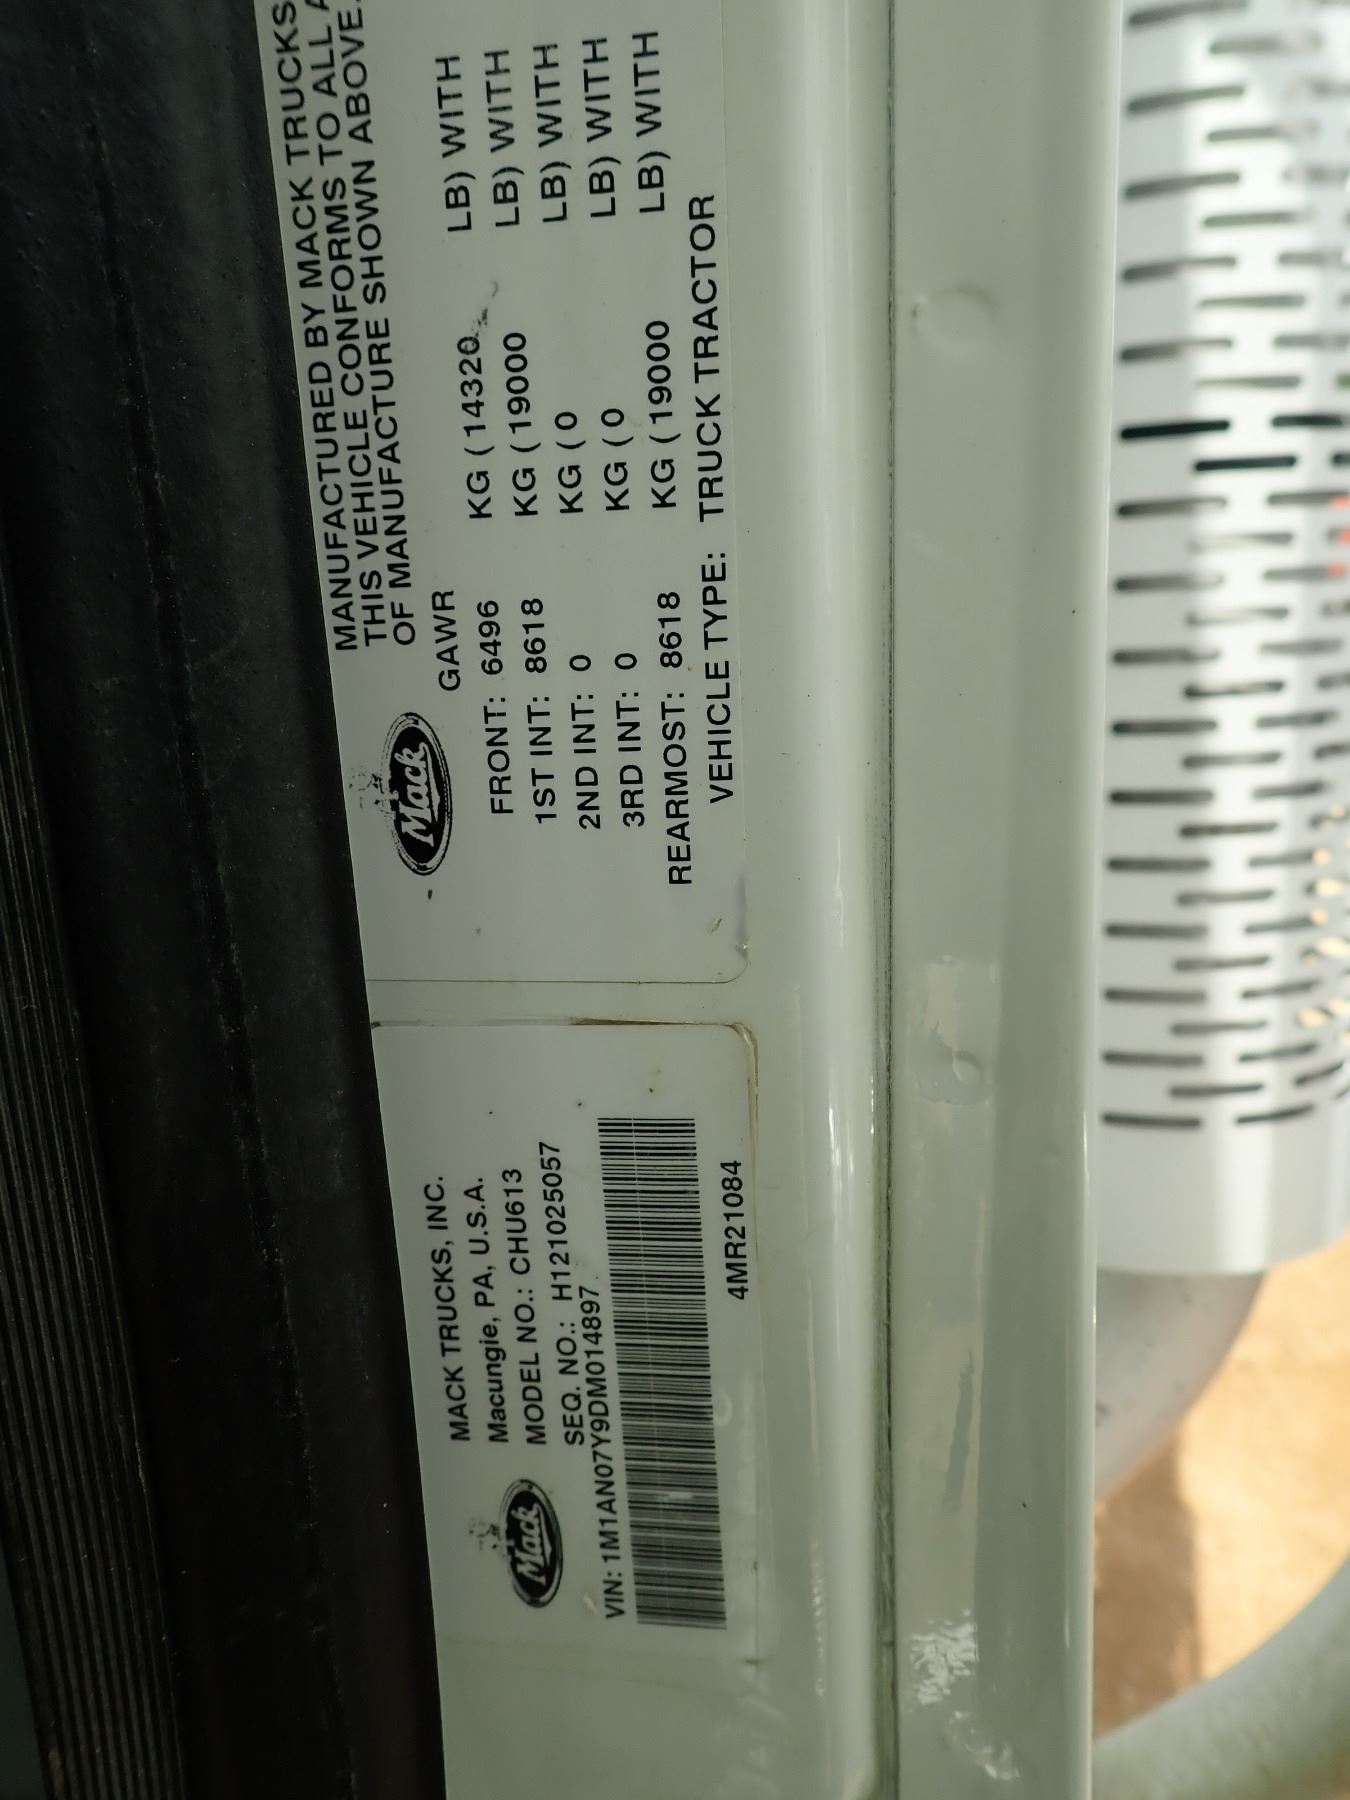 MACK TRUCKS, INC.
Macungie, PA, U.S.A.
MODEL NO.: CHU613
SEQ. NO.: H121025057
Mack
VIN: 1M1AN07Y9DM014897
4MR21084
MANUFACTURED BY MACK TRUCKS
THIS VEHICLE CONFORMS TO ALL
OF MANUFACTURE SHOWN ABOVE.
Mack
GAWR
FRONT: 6496 KG (14320 LB) WITH
1ST INT: 8618 KG (19000 LB) WITH
2ND INT: 0 KG (0 LB) WITH
3RD INT: 0 KG (0 LB) WITH
REARMOST: 8618 KG (19000 LB) WITH
VEHICLE TYPE: TRUCK TRACTOR